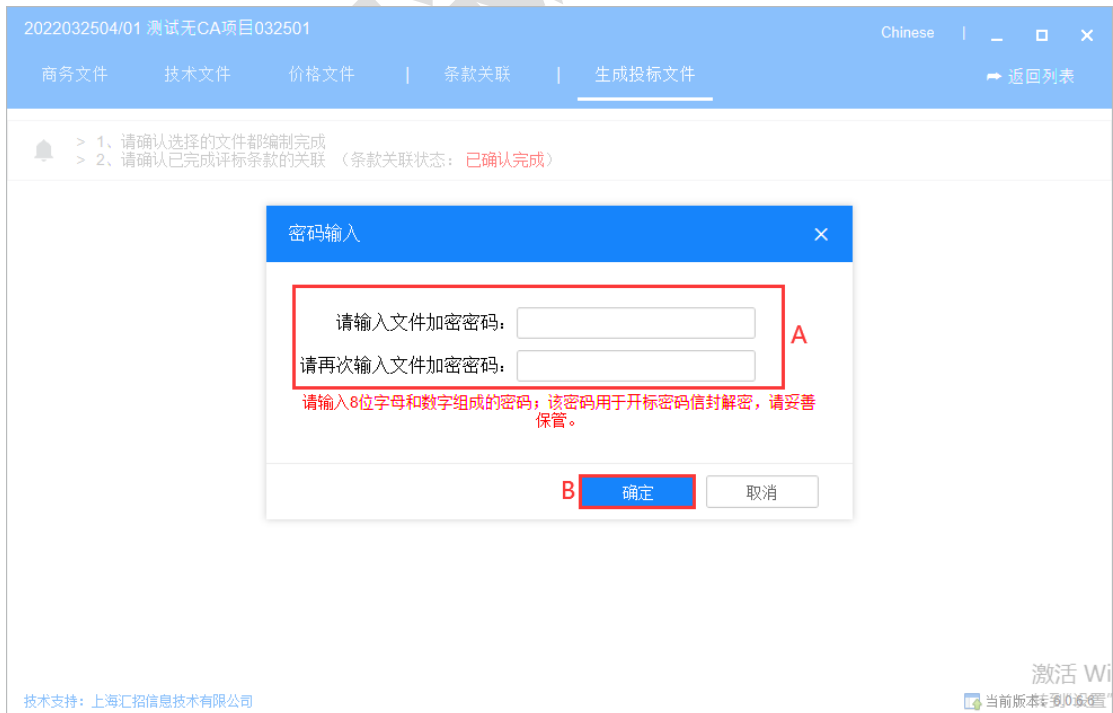 2022032504/01 测试无CA项目032501
Chinese | _ □ ×
商务文件 技术文件 价格文件 | 条款关联 | 生成投标文件 返回列表
> 1、请确认选择的文件都编制完成
> 2、请确认已完成评标条款的关联 （条款关联状态：已确认完成）
密码输入 ×
请输入文件加密密码：
请再次输入文件加密密码：
A
请输入8位字母和数字组成的密码；该密码用于开标密码信封解密，请妥善
保管。
B 确定 取消
激活 Wi
技术支持：上海汇招信息技术有限公司
当前版本：6.0.6.6